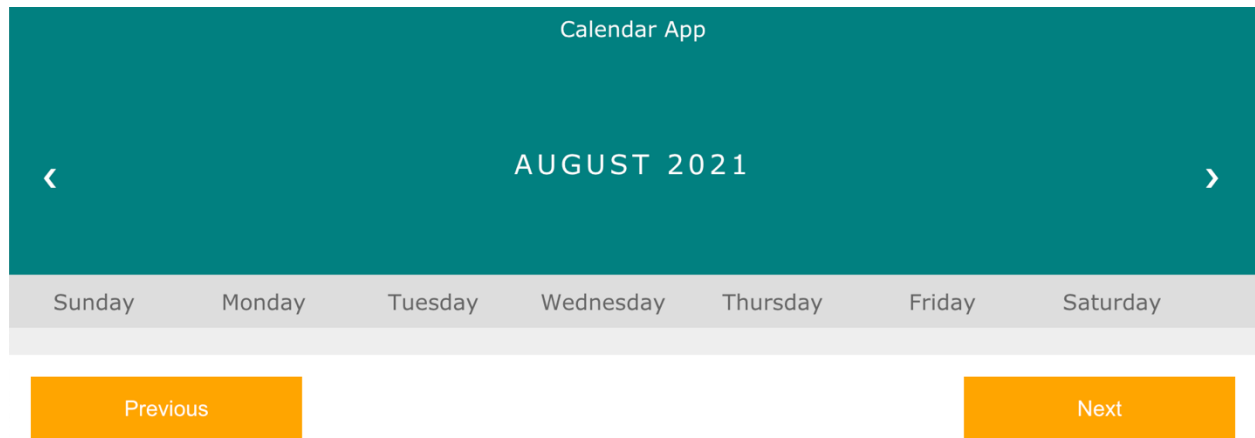 Calendar App
❮ AUGUST 2021 ❯
Sunday Monday Tuesday Wednesday Thursday Friday Saturday
Previous Next